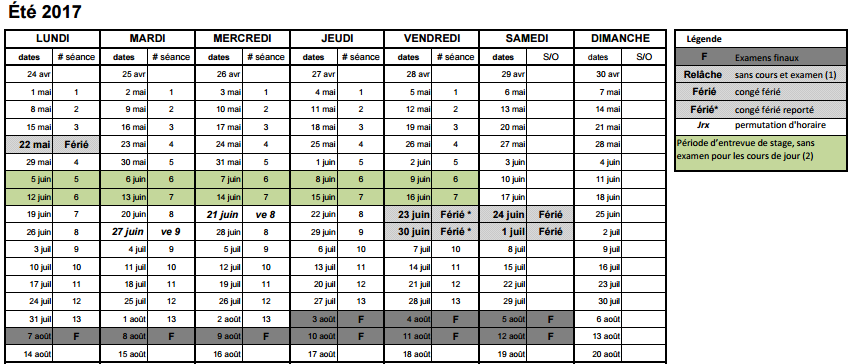 Été 2017
LUNDI MARDI MERCREDI JEUDI VENDREDI SAMEDI DIMANCHE
dates # séance dates # séance dates # séance dates # séance dates # séance dates S/O dates S/O
24 avr 25 avr 26 avr 27 avr 28 avr 29 avr 30 avr
1 mai 1 2 mai 1 3 mai 1 4 mai 1 5 mai 1 6 mai 7 mai
8 mai 2 9 mai 2 10 mai 2 11 mai 2 12 mai 2 13 mai 14 mai
15 mai 3 16 mai 3 17 mai 3 18 mai 3 19 mai 3 20 mai 21 mai
22 mai Férié 23 mai 4 24 mai 4 25 mai 4 26 mai 4 27 mai 28 mai
29 mai 4 30 mai 5 31 mai 5 1 juin 5 2 juin 5 3 juin 4 juin
5 juin 5 6 juin 6 7 juin 6 8 juin 6 9 juin 6 10 juin 11 juin
12 juin 6 13 juin 7 14 juin 7 15 juin 7 16 juin 7 17 juin 18 juin
19 juin 7 20 juin 8 21 juin ve 8 22 juin 8 23 juin Férié * 24 juin Férié 25 juin
26 juin 8 27 juin ve 9 28 juin 9 29 juin 9 30 juin Férié * 1 juil Férié 2 juil
3 juil 9 4 juil 9 5 juil 9 6 juil 10 7 juil 10 8 juil 9 juil
10 juil 10 11 juil 10 12 juil 10 13 juil 11 14 juil 11 15 juil 16 juil
17 juil 11 18 juil 11 19 juil 11 20 juil 12 21 juil 12 22 juil 23 juil
24 juil 12 25 juil 12 26 juil 12 27 juil 13 28 juil 13 29 juil 30 juil
31 juil 13 1 août 13 2 août 13 3 août F 4 août F 5 août F 6 août
7 août F 8 août F 9 août F 10 août F 11 août F 12 août F 13 août
14 août 15 août 16 août 17 août 18 août 19 août 20 août
Légende
F Examens finaux
Relâche sans cours et examen (1)
Férié congé férié
Férié* congé férié reporté
Jrx permutation d'horaire
Période d'entrevue de stage, sans
examen pour les cours de jour (2)